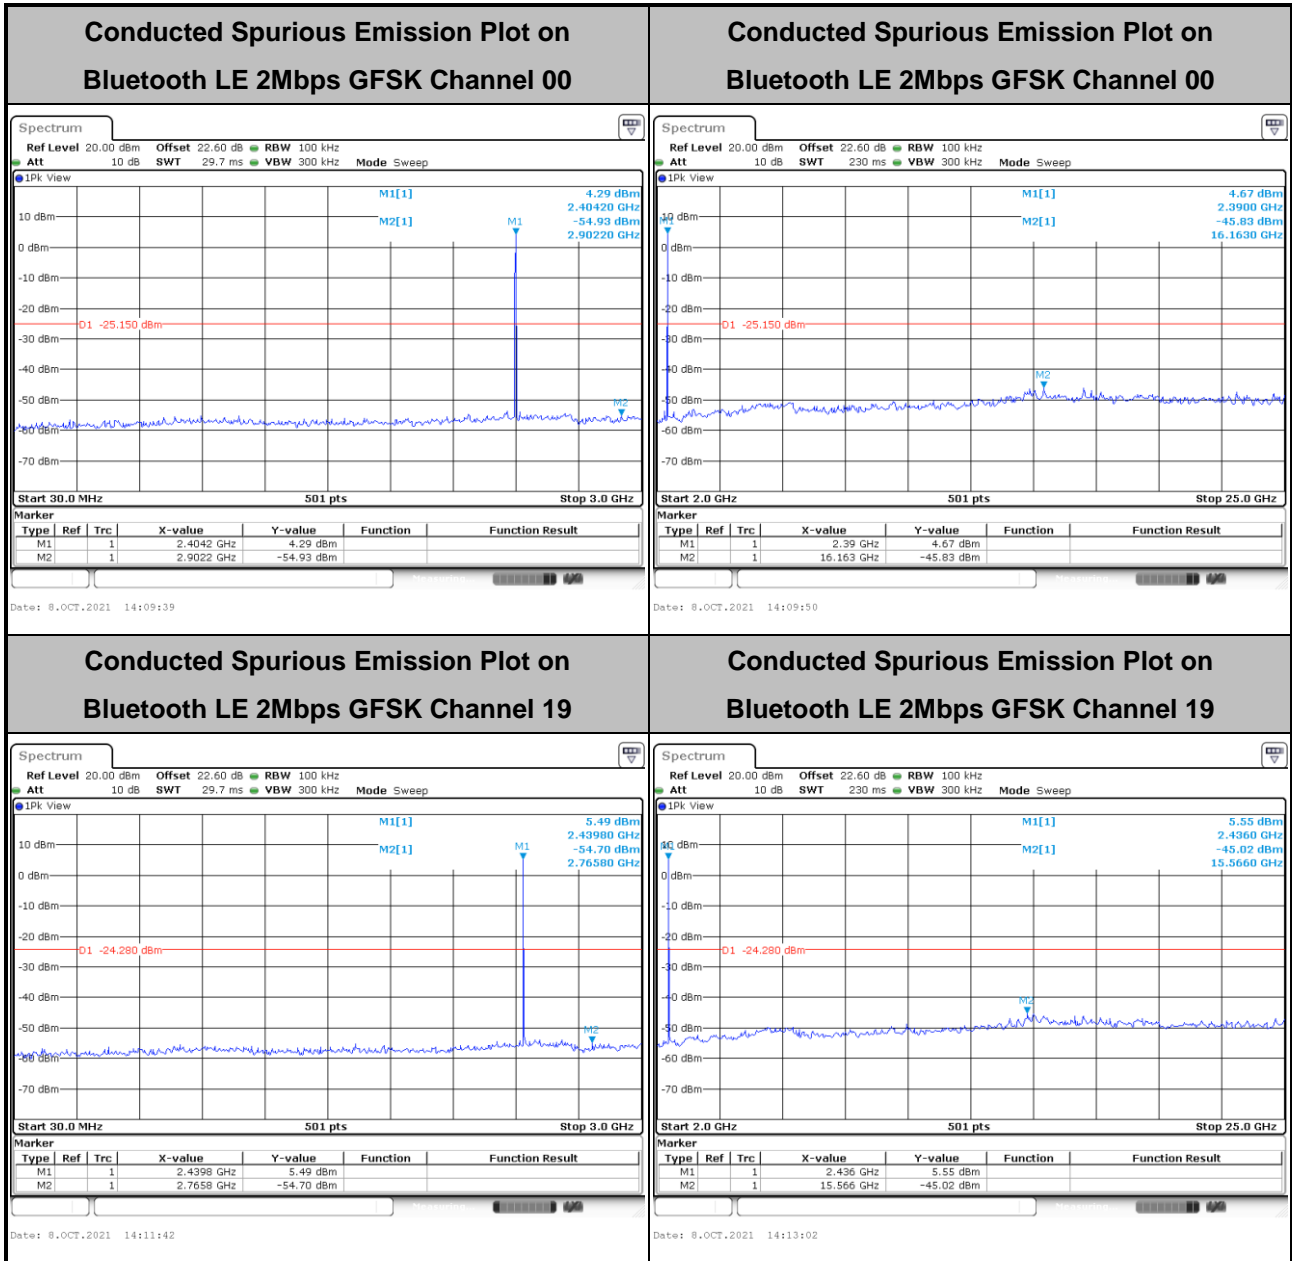 Conducted Spurious Emission Plot on
Bluetooth LE 2Mbps GFSK Channel 00
Spectrum
Ref Level 20.00 dBm Offset 22.60 dB RBW 100 kHz
Att 10 dB SWT 29.7 ms VBW 300 kHz Mode Sweep
1Pk View
M1[1] 4.29 dBm
2.40420 GHz
M2[1] -54.93 dBm
2.90220 GHz
M1
10 dBm
0 dBm
-10 dBm
-20 dBm
D1 -25.150 dBm
-30 dBm
-40 dBm
-50 dBm
M2
-60 dBm
-70 dBm
Start 30.0 MHz 501 pts Stop 3.0 GHz
Marker
Type Ref Trc X-value Y-value Function Function Result
M1 1 2.4042 GHz 4.29 dBm
M2 1 2.9022 GHz -54.93 dBm
Measuring...
Date: 8.OCT.2021 14:09:39
Conducted Spurious Emission Plot on
Bluetooth LE 2Mbps GFSK Channel 00
Spectrum
Ref Level 20.00 dBm Offset 22.60 dB RBW 100 kHz
Att 10 dB SWT 230 ms VBW 300 kHz Mode Sweep
1Pk View
M1[1] 4.67 dBm
2.3900 GHz
M2[1] -45.83 dBm
16.1630 GHz
M1
10 dBm
0 dBm
-10 dBm
-20 dBm
D1 -25.150 dBm
-30 dBm
-40 dBm
M2
-50 dBm
-60 dBm
-70 dBm
Start 2.0 GHz 501 pts Stop 25.0 GHz
Marker
Type Ref Trc X-value Y-value Function Function Result
M1 1 2.39 GHz 4.67 dBm
M2 1 16.163 GHz -45.83 dBm
Measuring...
Date: 8.OCT.2021 14:09:50
Conducted Spurious Emission Plot on
Bluetooth LE 2Mbps GFSK Channel 19
Spectrum
Ref Level 20.00 dBm Offset 22.60 dB RBW 100 kHz
Att 10 dB SWT 29.7 ms VBW 300 kHz Mode Sweep
1Pk View
M1[1] 5.49 dBm
2.43980 GHz
M2[1] -54.70 dBm
2.76580 GHz
M1
10 dBm
0 dBm
-10 dBm
-20 dBm
D1 -24.280 dBm
-30 dBm
-40 dBm
-50 dBm
M2
-60 dBm
-70 dBm
Start 30.0 MHz 501 pts Stop 3.0 GHz
Marker
Type Ref Trc X-value Y-value Function Function Result
M1 1 2.4398 GHz 5.49 dBm
M2 1 2.7658 GHz -54.70 dBm
Measuring...
Date: 8.OCT.2021 14:11:42
Conducted Spurious Emission Plot on
Bluetooth LE 2Mbps GFSK Channel 19
Spectrum
Ref Level 20.00 dBm Offset 22.60 dB RBW 100 kHz
Att 10 dB SWT 230 ms VBW 300 kHz Mode Sweep
1Pk View
M1[1] 5.55 dBm
2.4360 GHz
M2[1] -45.02 dBm
15.5660 GHz
M1
10 dBm
0 dBm
-10 dBm
-20 dBm
D1 -24.280 dBm
-30 dBm
-40 dBm
M2
-50 dBm
-60 dBm
-70 dBm
Start 2.0 GHz 501 pts Stop 25.0 GHz
Marker
Type Ref Trc X-value Y-value Function Function Result
M1 1 2.436 GHz 5.55 dBm
M2 1 15.566 GHz -45.02 dBm
Measuring...
Date: 8.OCT.2021 14:13:02